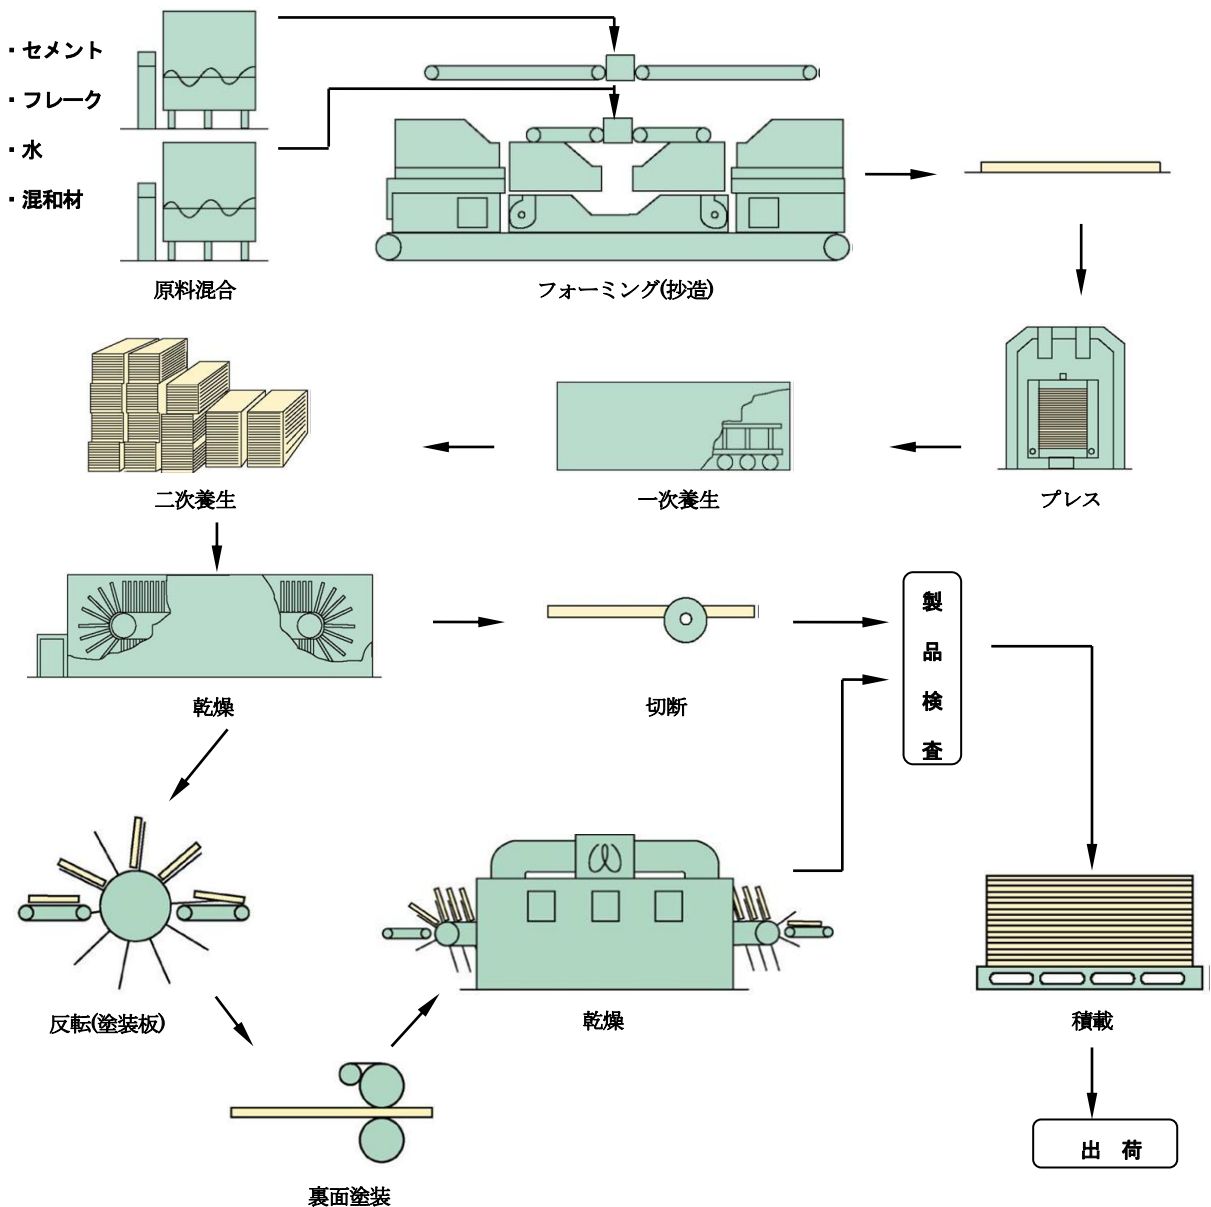 ・セメント
・フレーク
・水
・混和材
原料混合
フォーミング(抄造)
二次養生
一次養生
プレス
乾燥
切断
製品検査
反転(塗装板)
乾燥
積載
裏面塗装
出 荷